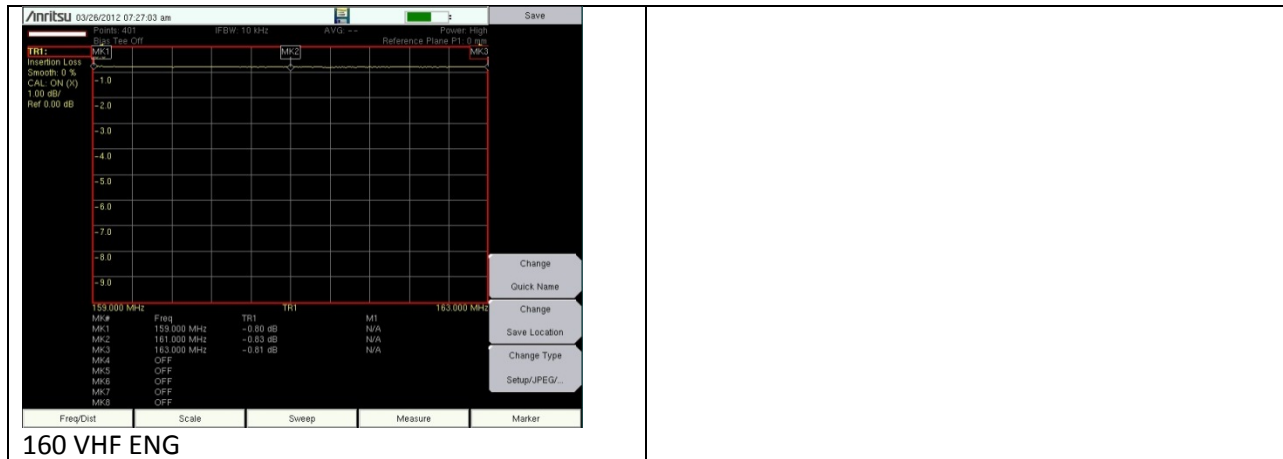 Anritsu 03/26/2012 07:27:03 am
Save
Points: 401 IFBW: 10 kHz AVG: -- Power: High
Bias Tee Off Reference Plane P1: 0 mm
TR1:
Insertion Loss
Smooth: 0 %
CAL: ON (X)
1.00 dB/
Ref 0.00 dB
MK1 MK2 MK3
-1.0
-2.0
-3.0
-4.0
-5.0
-6.0
-7.0
-8.0
-9.0
159.000 MHz TR1 163.000 MHz
MK# Freq TR1 M1
MK1 159.000 MHz -0.80 dB N/A
MK2 161.000 MHz -0.83 dB N/A
MK3 163.000 MHz -0.81 dB N/A
MK4 OFF
MK5 OFF
MK6 OFF
MK7 OFF
MK8 OFF
Change
Quick Name
Change
Save Location
Change Type
Setup/JPEG/...
Freq/Dist Scale Sweep Measure Marker
160 VHF ENG